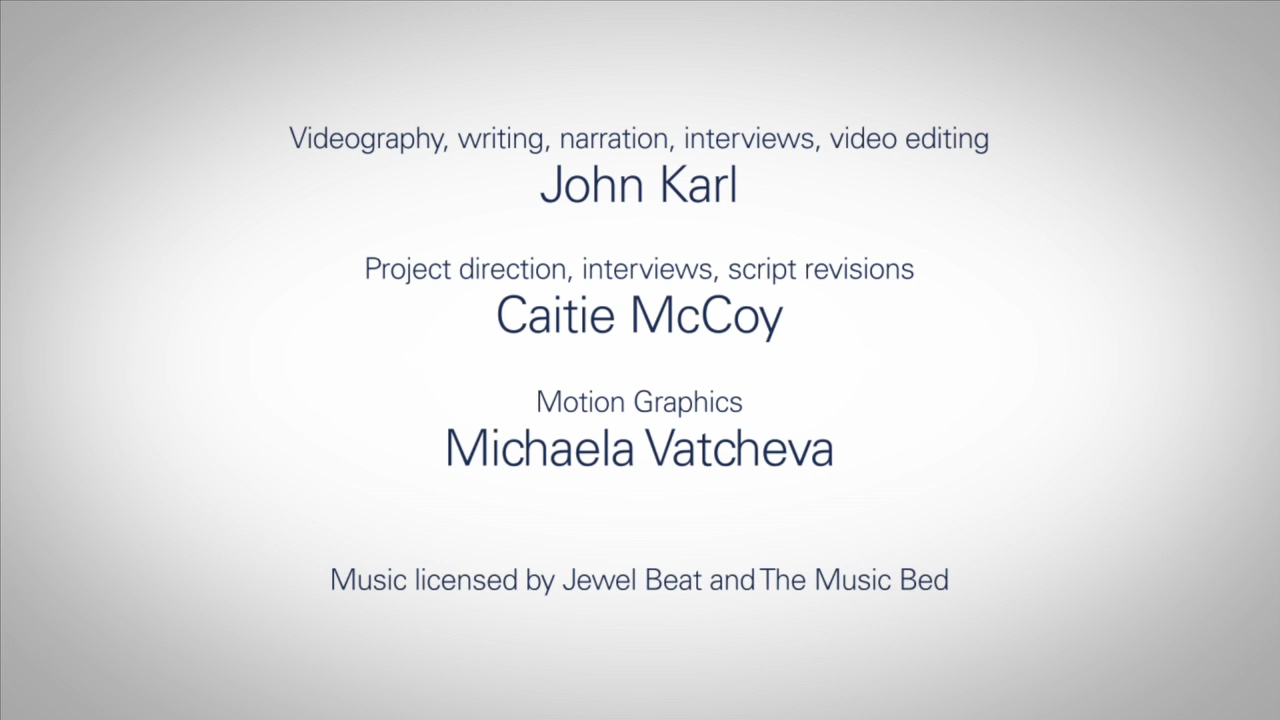 Videography, writing, narration, interviews, video editing
John Karl
Project direction, interviews, script revisions
Caitie McCoy
Motion Graphics
Michaela Vatcheva
Music licensed by Jewel Beat and The Music Bed